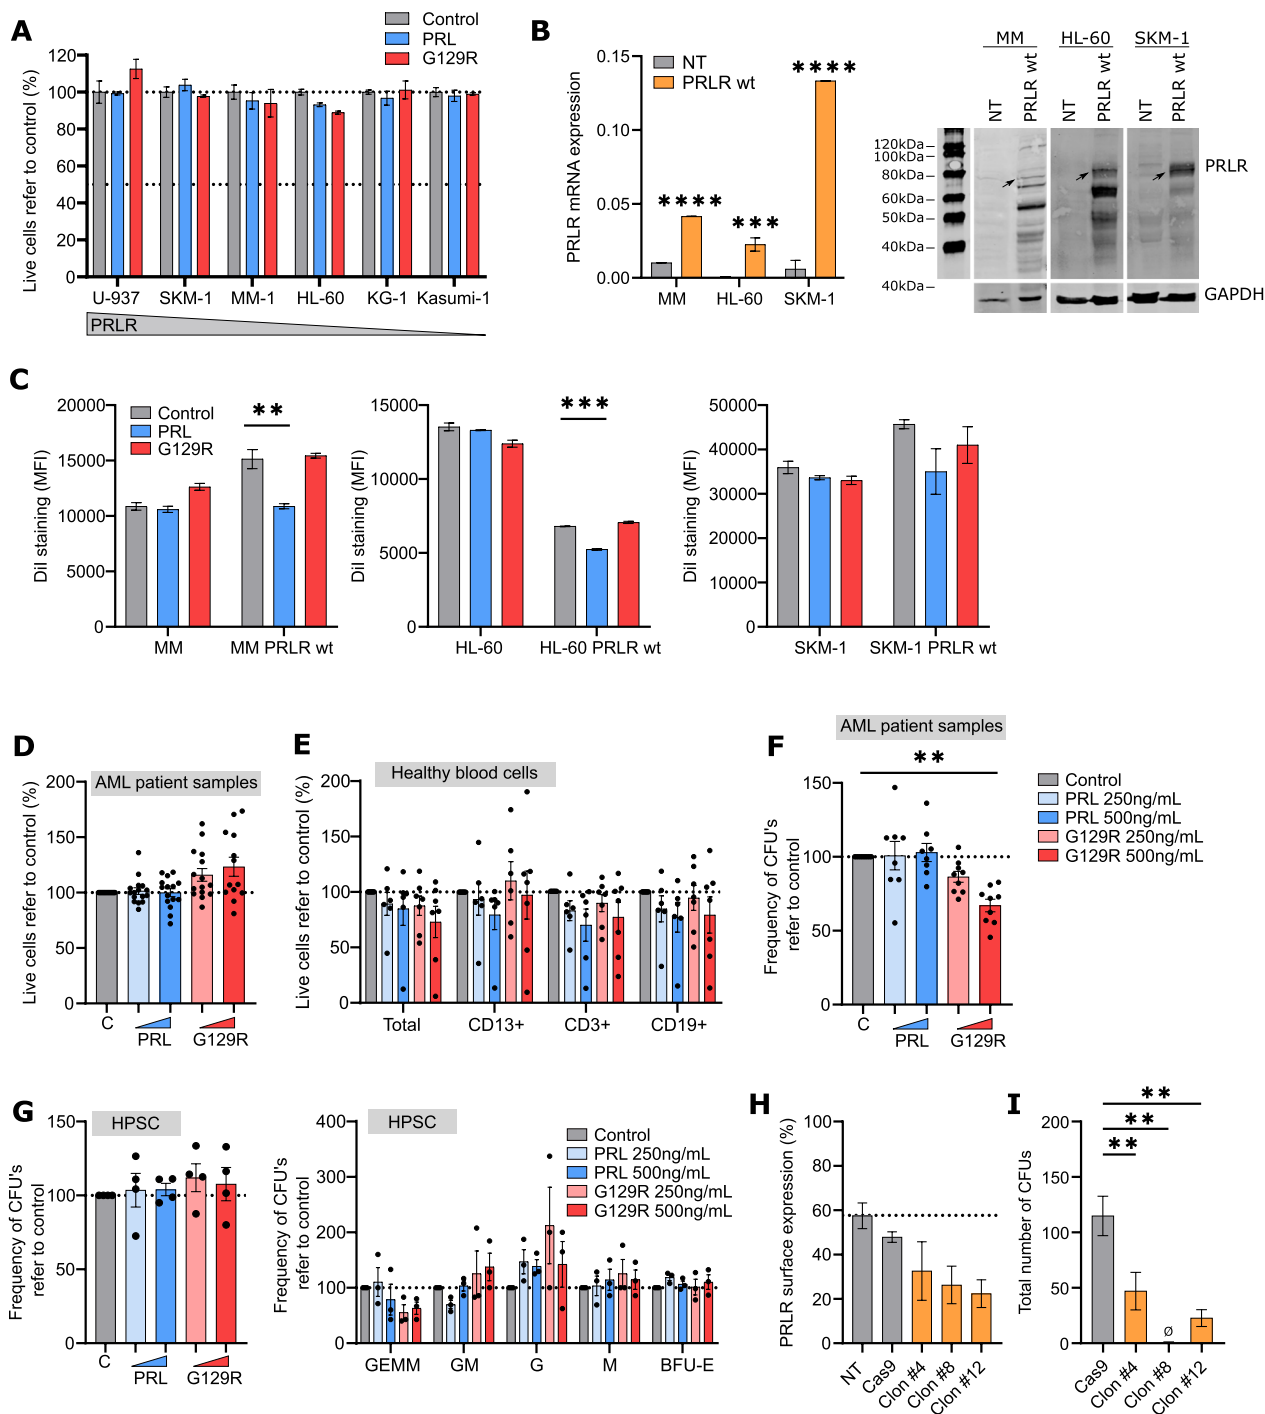 A
Control
PRL
G129R
Live cells refer to control (%)
120
100
80
60
40
20
0
U-937 SKM-1 MM-1 HL-60 KG-1 Kasumi-1
PRLR
B
NT
PRLR wt
PRLR mRNA expression
0.15
0.10
0.05
0.00
**** *** ****
MM HL-60 SKM-1
MM HL-60 SKM-1
NT PRLR wt NT PRLR wt NT PRLR wt
120kDa
100kDa
80kDa
60kDa
50kDa
40kDa
40kDa
PRLR
GAPDH
C
Control
PRL
G129R
DiI staining (MFI)
20000
15000
10000
5000
0
**
MM MM PRLR wt
DiI staining (MFI)
15000
10000
5000
0
***
HL-60 HL-60 PRLR wt
DiI staining (MFI)
50000
40000
30000
20000
10000
0
SKM-1 SKM-1 PRLR wt
D
AML patient samples
Live cells refer to control (%)
200
150
100
50
0
C PRL G129R
E
Healthy blood cells
Live cells refer to control (%)
200
150
100
50
0
Total CD13+ CD3+ CD19+
F
AML patient samples
**
Frequency of CFU's
refer to control
150
100
50
0
C PRL G129R
Control
PRL 250ng/mL
PRL 500ng/mL
G129R 250ng/mL
G129R 500ng/mL
G
HPSC
Frequency of CFU's
refer to control
150
100
50
0
C PRL G129R
HPSC
Frequency of CFU's
refer to control
400
300
200
100
0
Control
PRL 250ng/mL
PRL 500ng/mL
G129R 250ng/mL
G129R 500ng/mL
GEMM GM G M BFU-E
H
PRLR surface expression (%)
100
80
60
40
20
0
NT Cas9 Clon #4 Clon #8 Clon #12
I
**
**
**
Total number of CFUs
200
150
100
50
0
Ø
Cas9 Clon #4 Clon #8 Clon #12